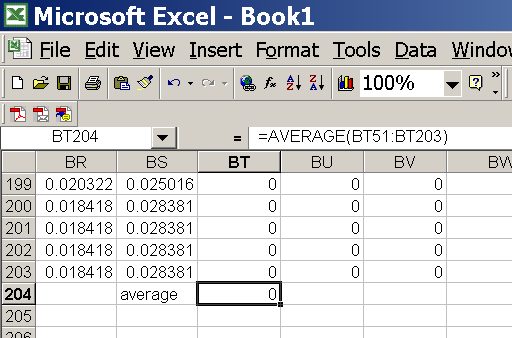 Microsoft Excel - Book1
File Edit View Insert Format Tools Data Window
100% »
BT204 = =AVERAGE(BT51:BT203)
BR BS BT BU BV BW
199 0.020322 0.025016 0 0 0
200 0.018418 0.028381 0 0 0
201 0.018418 0.028381 0 0 0
202 0.018418 0.028381 0 0 0
203 0.018418 0.028381 0 0 0
204 average 0
205
206